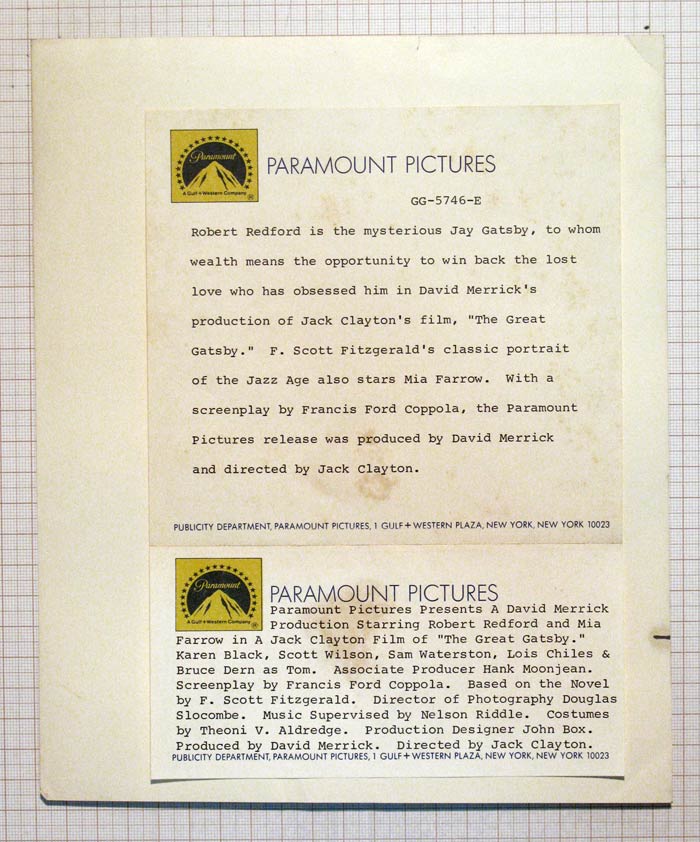 Paramount
A Gulf+Western Company
®
PARAMOUNT PICTURES
GG-5746-E
Robert Redford is the mysterious Jay Gatsby, to whom
wealth means the opportunity to win back the lost
love who has obsessed him in David Merrick's
production of Jack Clayton's film, "The Great
Gatsby." F. Scott Fitzgerald's classic portrait
of the Jazz Age also stars Mia Farrow. With a
screenplay by Francis Ford Coppola, the Paramount
Pictures release was produced by David Merrick
and directed by Jack Clayton.
PUBLICITY DEPARTMENT, PARAMOUNT PICTURES, 1 GULF+WESTERN PLAZA, NEW YORK, NEW YORK 10023
Paramount
A Gulf+Western Company
®
PARAMOUNT PICTURES
Paramount Pictures Presents A David Merrick
Production Starring Robert Redford and Mia
Farrow in A Jack Clayton Film of "The Great Gatsby."
Karen Black, Scott Wilson, Sam Waterston, Lois Chiles &
Bruce Dern as Tom. Associate Producer Hank Moonjean.
Screenplay by Francis Ford Coppola. Based on the Novel
by F. Scott Fitzgerald. Director of Photography Douglas
Slocombe. Music Supervised by Nelson Riddle. Costumes
by Theoni V. Aldredge. Production Designer John Box.
Produced by David Merrick. Directed by Jack Clayton.
PUBLICITY DEPARTMENT, PARAMOUNT PICTURES, 1 GULF+WESTERN PLAZA, NEW YORK, NEW YORK 10023